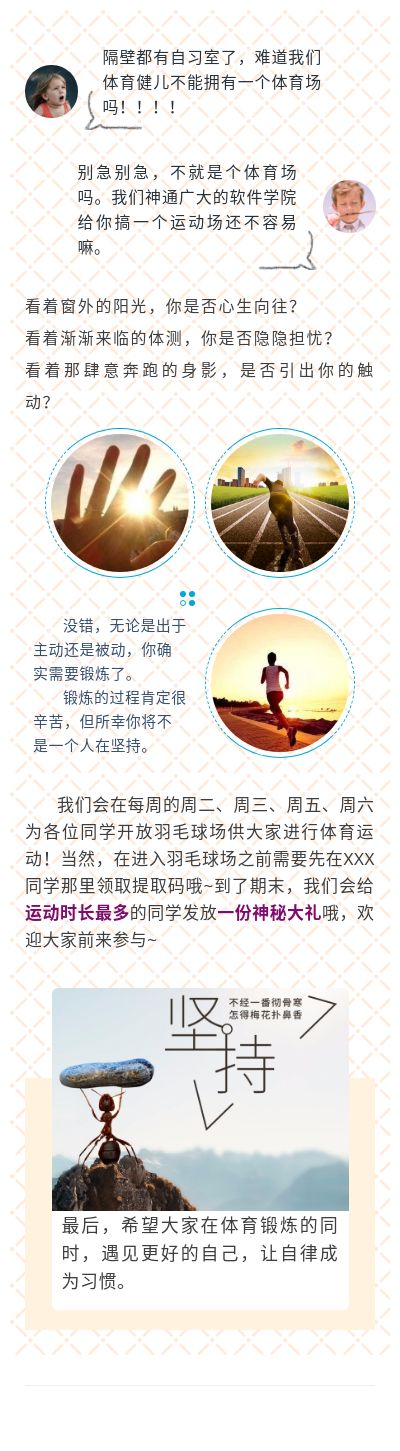 隔壁都有自习室了，难道我们
体育健儿不能拥有一个体育场
吗！！！！
别急别急，不就是个体育场
吗。我们神通广大的软件学院
给你搞一个运动场还不容易
嘛。
看着窗外的阳光，你是否心生向往？
看着渐渐来临的体测，你是否隐隐担忧？
看着那肆意奔跑的身影，是否引出你的触
动？
没错，无论是出于
主动还是被动，你确
实需要锻炼了。
锻炼的过程肯定很
辛苦，但所幸你将不
是一个人在坚持。
我们会在每周的周二、周三、周五、周六
为各位同学开放羽毛球场供大家进行体育运
动！当然，在进入羽毛球场之前需要先在XXX
同学那里领取提取码哦~到了期末，我们会给
运动时长最多的同学发放一份神秘大礼哦，欢
迎大家前来参与~
坚持
不经一番彻骨寒
怎得梅花扑鼻香
最后，希望大家在体育锻炼的同
时，遇见更好的自己，让自律成
为习惯。